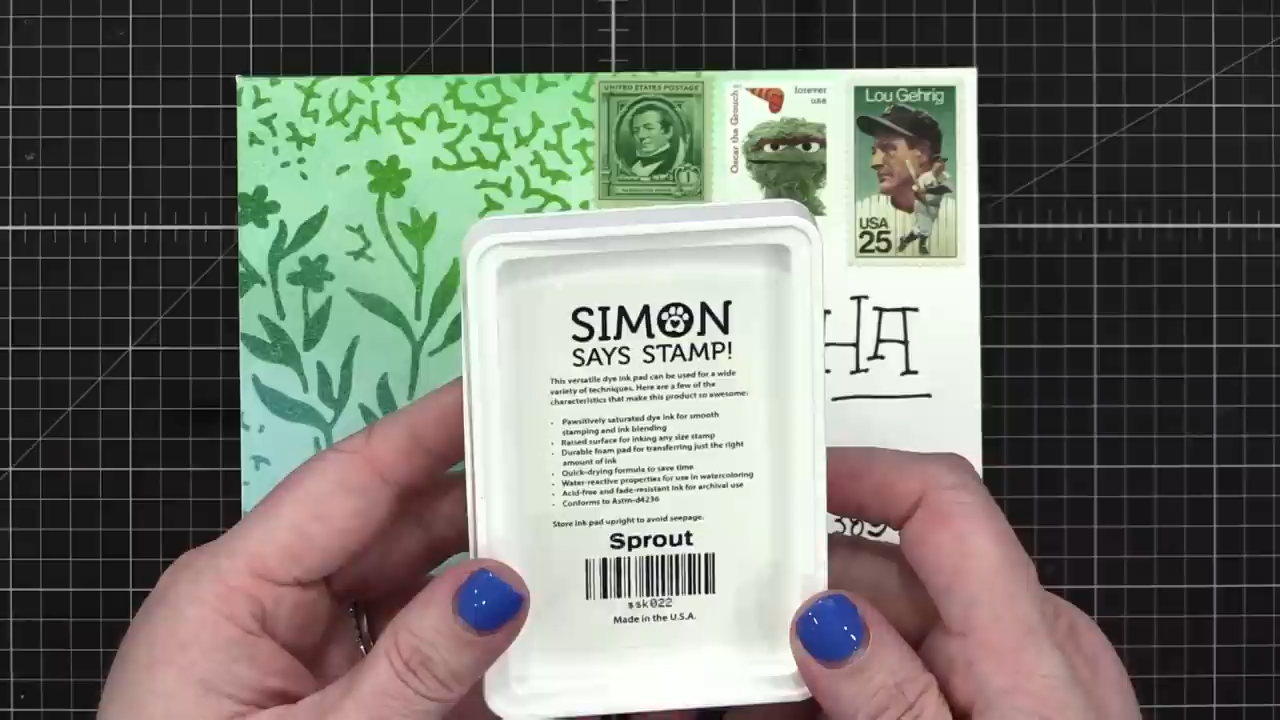 UNITED STATES POSTAGE
1
Oscar the Grouch
forever
use
Lou Gehrig
USA
25
HA
SIMON
SAYS STAMP!
This versatile dye ink pad can be used for a wide
variety of techniques. Here are a few of the
characteristics that make this product so awesome:
• Pawsitively saturated dye ink for smooth
stamping and ink blending
• Raised surface for inking any size stamp
• Durable foam pad for transferring just the right
amount of ink
• Quick-drying formula to save time
• Water-reactive properties for use in watercoloring
• Acid-free and fade-resistant ink for archival use
• Conforms to Astm-d4236
Store ink pad upright to avoid seepage.
Sprout
ssk022
Made in the U.S.A.